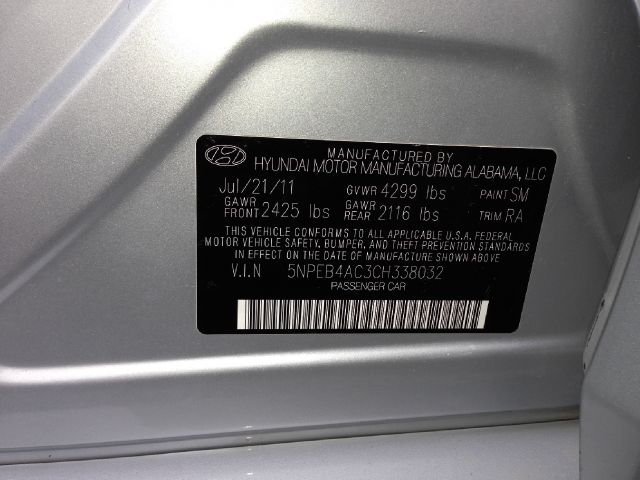 MANUFACTURED BY
HYUNDAI MOTOR MANUFACTURING ALABAMA, LLC
Jul/21/11 GVWR 4299 lbs PAINT SM
GAWR FRONT 2425 lbs GAWR REAR 2116 lbs TRIM RA
THIS VEHICLE CONFORMS TO ALL APPLICABLE U.S.A. FEDERAL
MOTOR VEHICLE SAFETY, BUMPER, AND THEFT PREVENTION STANDARDS
IN EFFECT ON THE DATE OF MANUFACTURE SHOWN ABOVE.
V.I.N 5NPEB4AC3CH338032
PASSENGER CAR